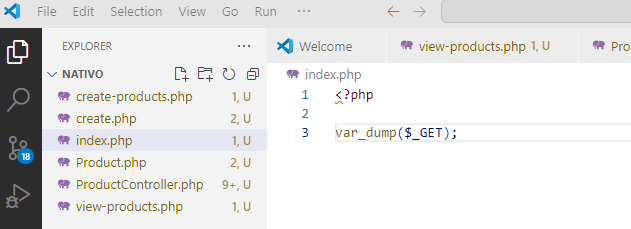 File Edit Selection View Go Run ···
EXPLORER ···
Welcome
view-products.php 1, U
Pro
NATIVO
index.php
create-products.php 1, U
create.php 2, U
index.php 1, U
Product.php 2, U
ProductController.php 9+, U
view-products.php 1, U
18
1 <?php
2
3 var_dump($_GET);